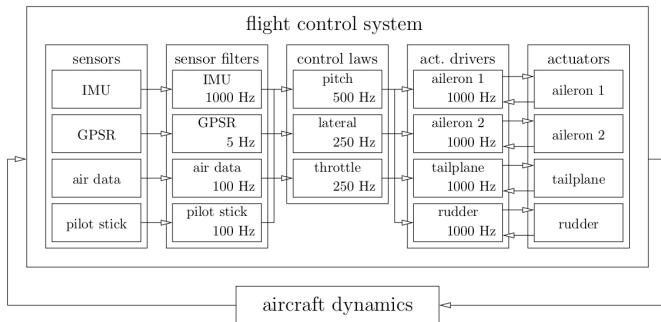 flight control system
sensors
IMU
GPSR
air data
pilot stick
sensor filters
IMU
1000 Hz
GPSR
5 Hz
air data
100 Hz
pilot stick
100 Hz
control laws
pitch
500 Hz
lateral
250 Hz
throttle
250 Hz
act. drivers
aileron 1
1000 Hz
aileron 2
1000 Hz
tailplane
1000 Hz
rudder
1000 Hz
actuators
aileron 1
aileron 2
tailplane
rudder
aircraft dynamics